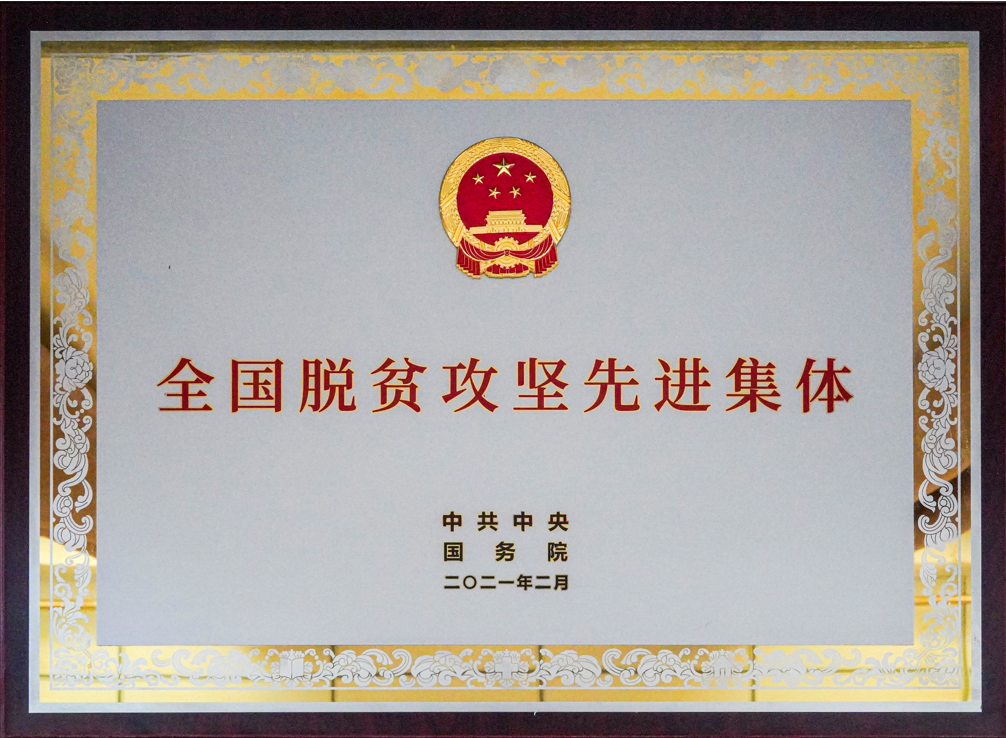 全国脱贫攻坚先进集体
中共中央
国务院
二〇二一年二月